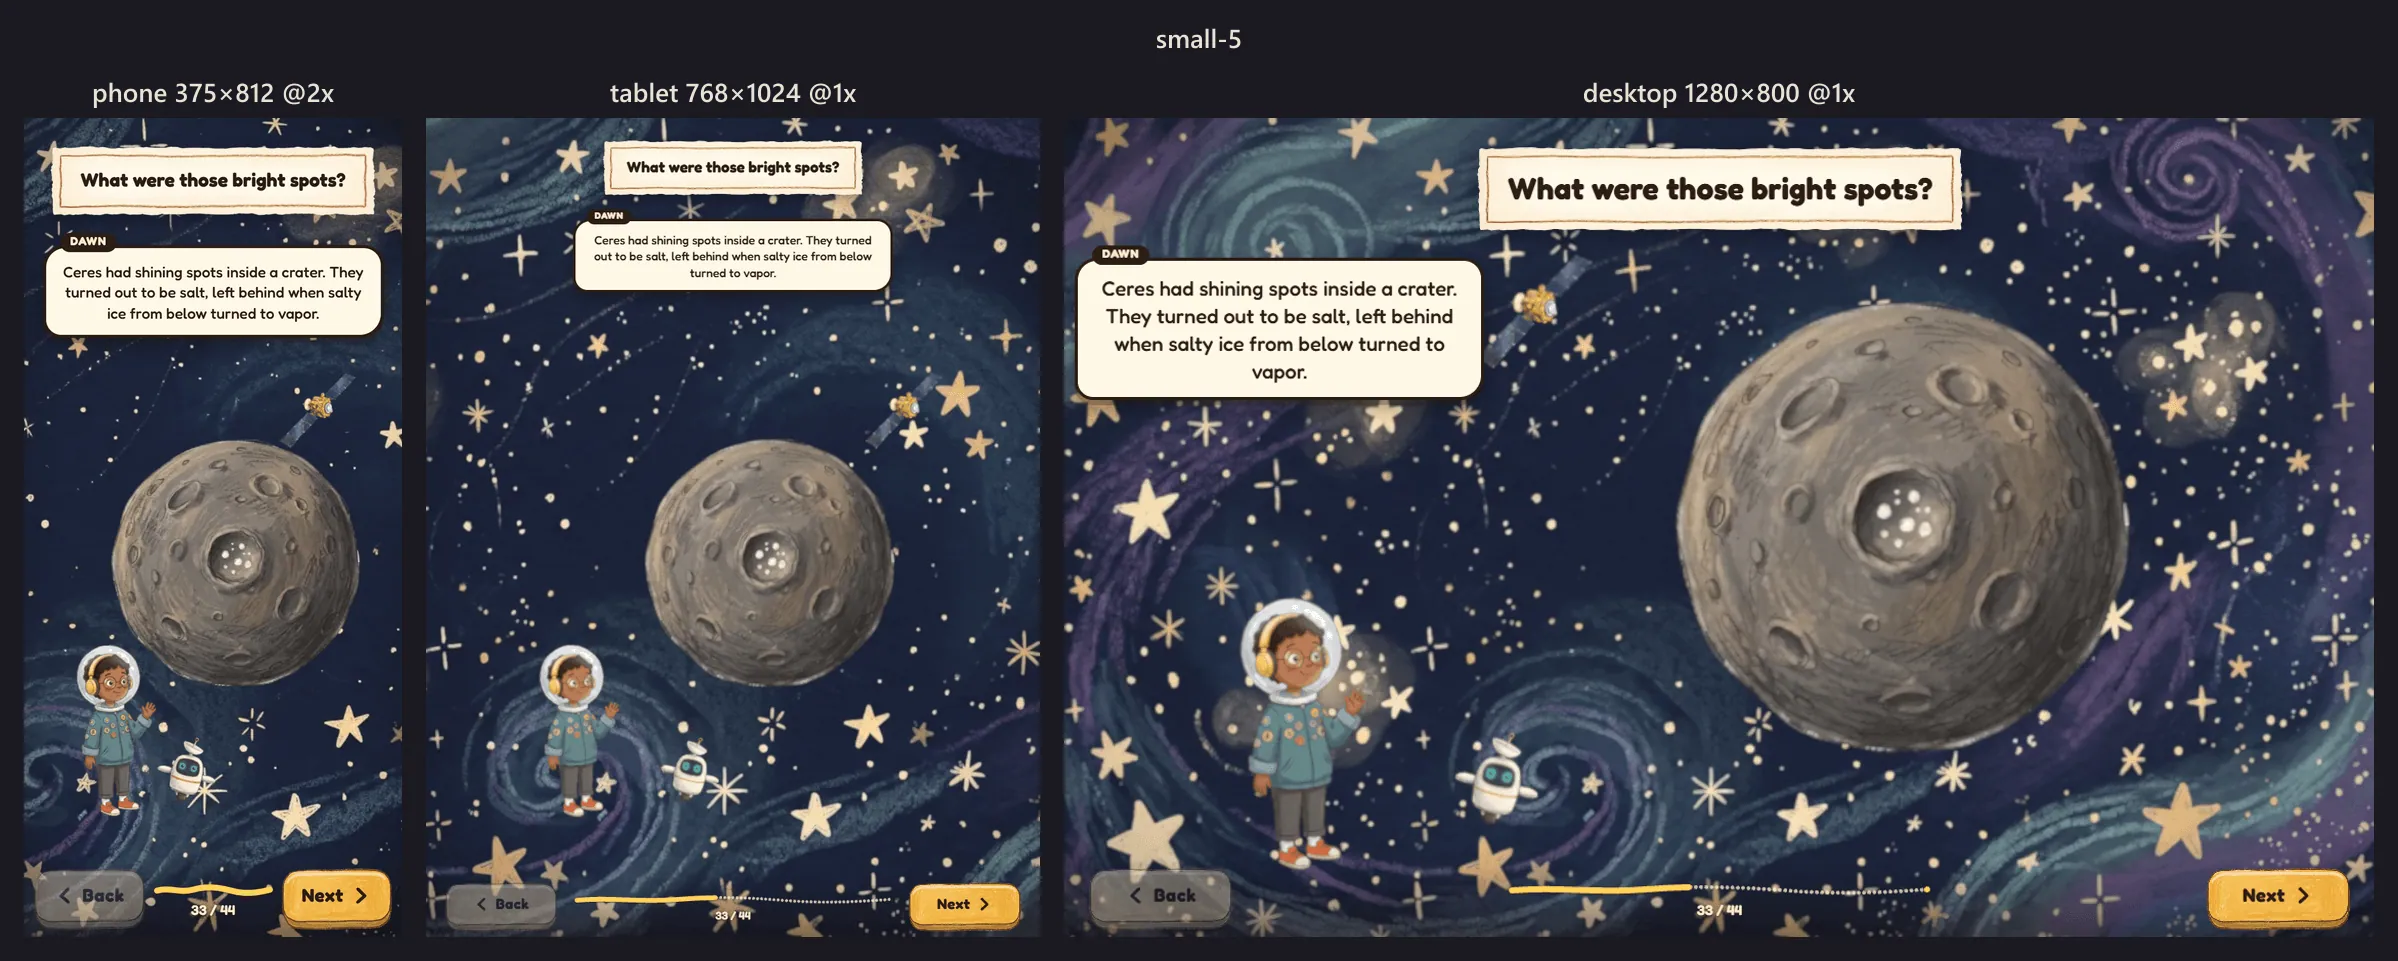 small-5
phone 375×812 @2x
What were those bright spots?
DAWN
Ceres had shining spots inside a crater. They
turned out to be salt, left behind when salty
ice from below turned to vapor.
Back
33 / 44
Next
tablet 768×1024 @1x
What were those bright spots?
DAWN
Ceres had shining spots inside a crater. They turned
out to be salt, left behind when salty ice from below
turned to vapor.
Back
33 / 44
Next
desktop 1280×800 @1x
What were those bright spots?
DAWN
Ceres had shining spots inside a crater.
They turned out to be salt, left behind
when salty ice from below turned to
vapor.
Back
33 / 44
Next